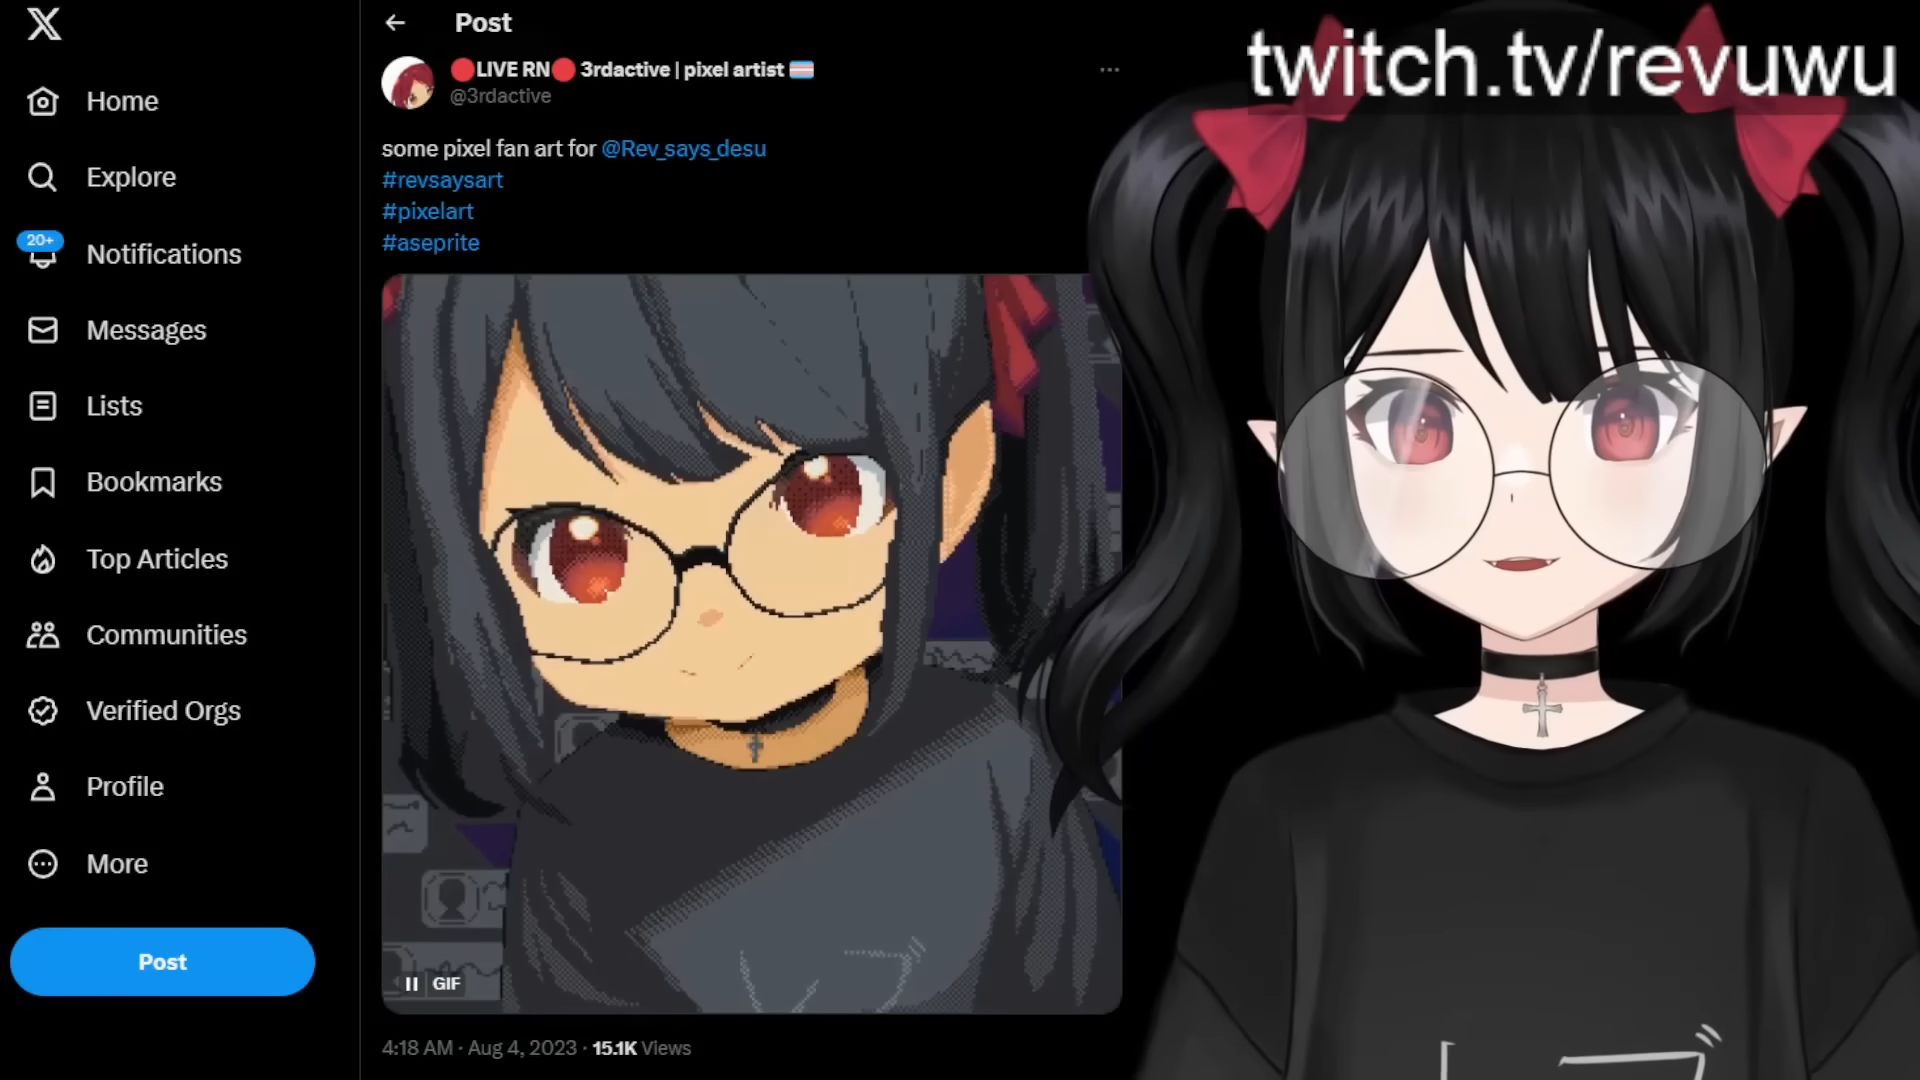 X
Home
Explore
20+
Notifications
Messages
Lists
Bookmarks
Top Articles
Communities
Verified Orgs
Profile
More
Post
Post
🔴LIVE RN🔴 3rdactive | pixel artist 🏳️‍⚧️
@3rdactive
some pixel fan art for @Rev_says_desu
#revsaysart
#pixelart
#aseprite
GIF
4:18 AM · Aug 4, 2023 · 15.1K Views
twitch.tv/revuwu